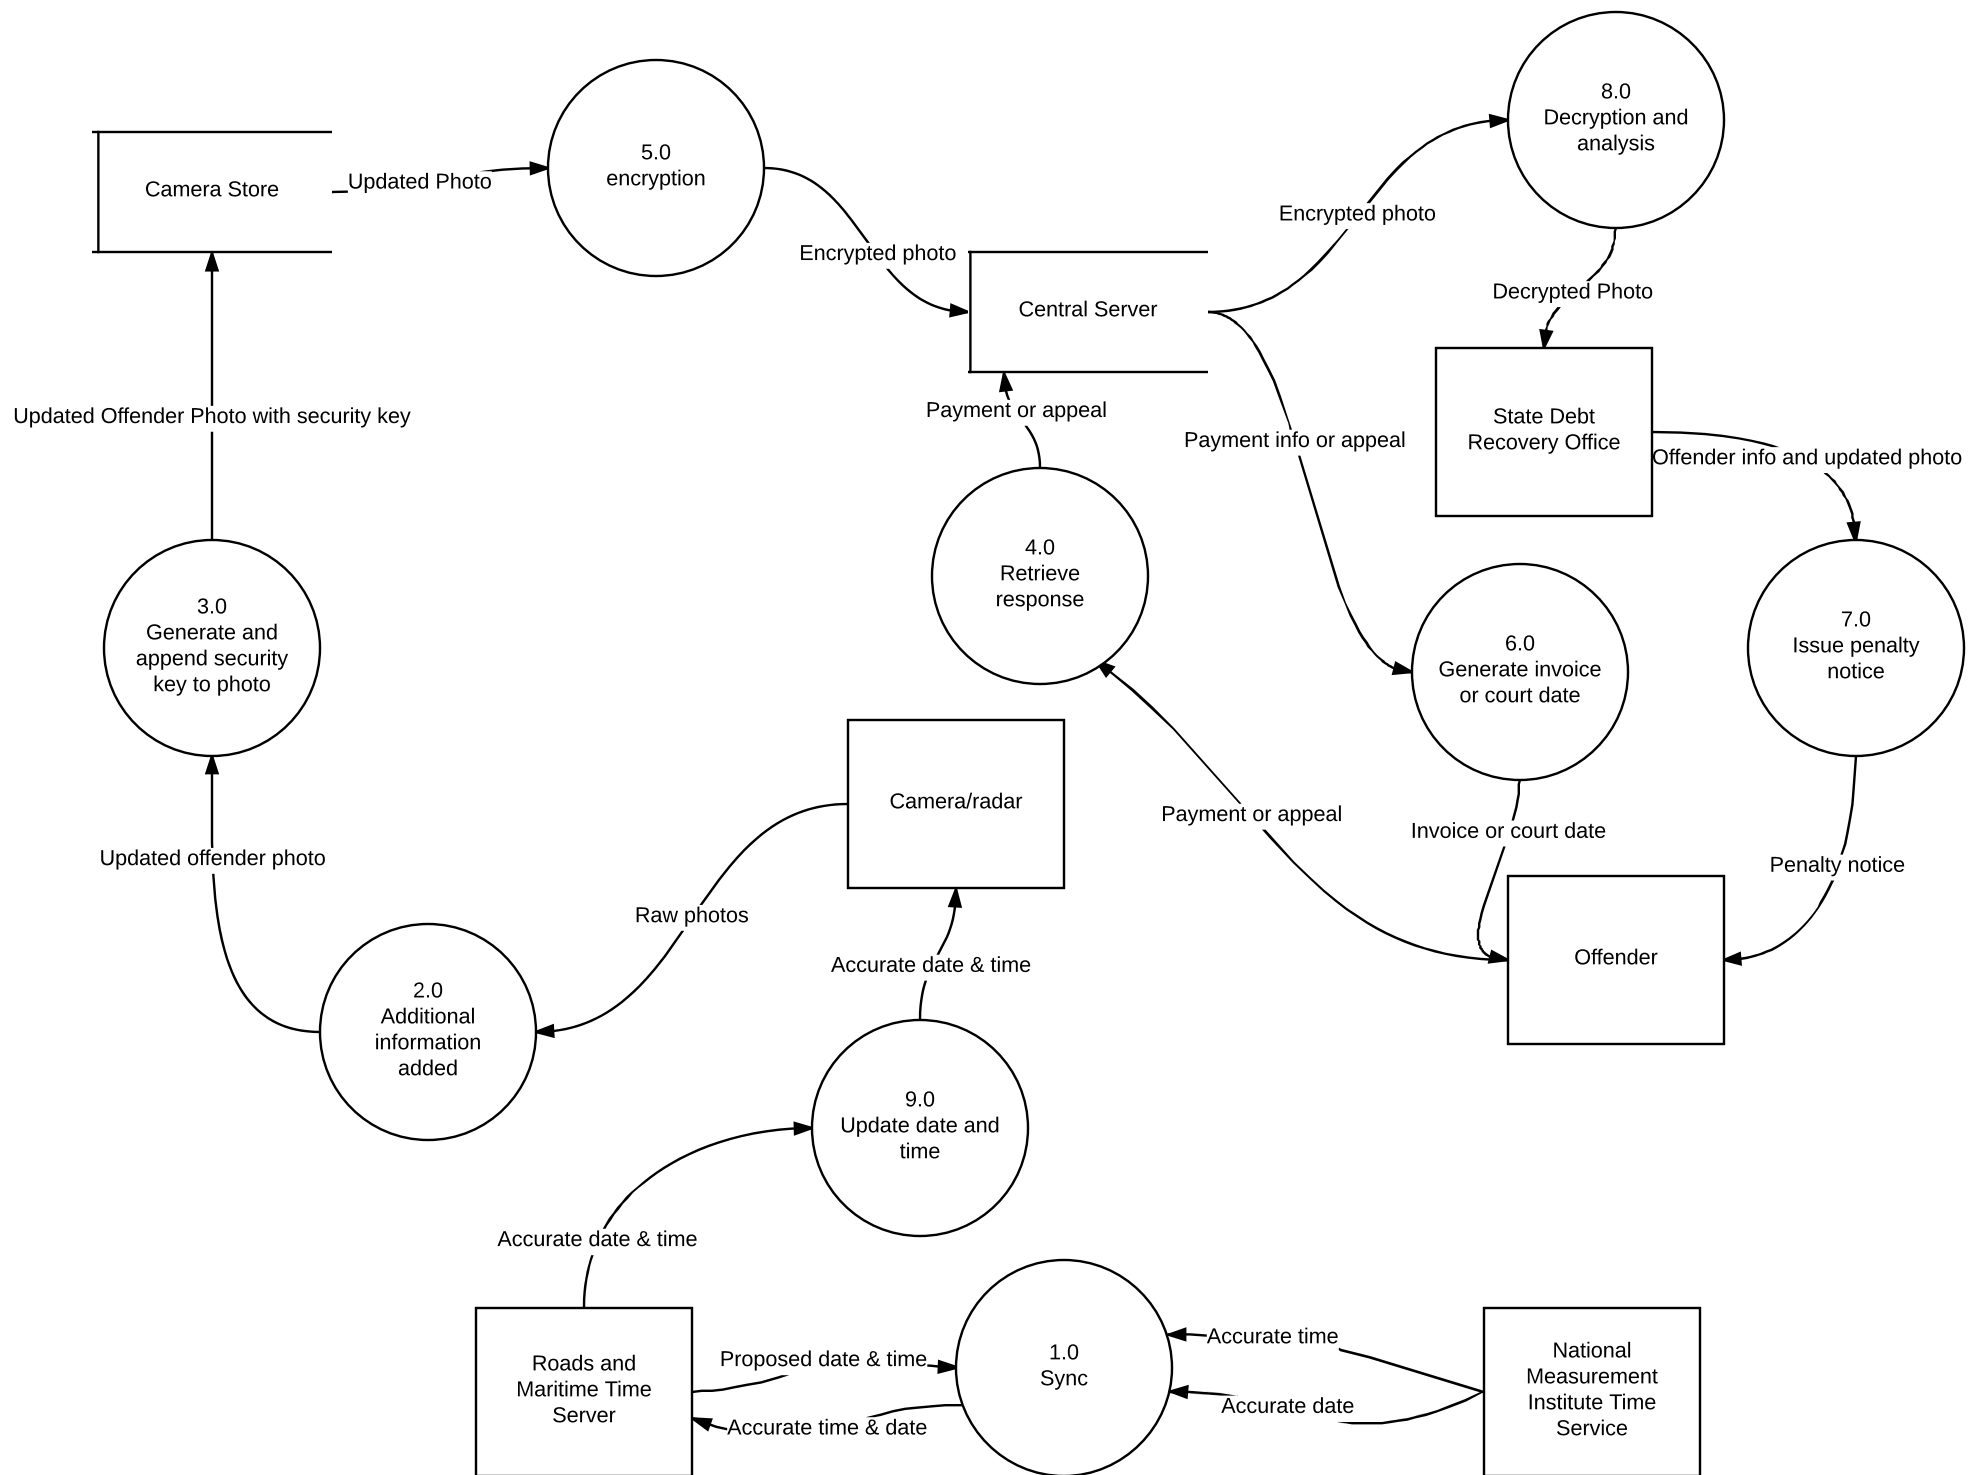 8.0
Decryption and
analysis
5.0
encryption
Camera Store
Updated Photo
Encrypted photo
Encrypted photo
Central Server
Decrypted Photo
Payment or appeal
Updated Offender Photo with security key
Payment info or appeal
State Debt
Recovery Office
Offender info and updated photo
4.0
Retrieve
response
3.0
Generate and
append security
key to photo
6.0
Generate invoice
or court date
7.0
Issue penalty
notice
Camera/radar
Payment or appeal
Invoice or court date
Updated offender photo
Penalty notice
Raw photos
Accurate date & time
Offender
2.0
Additional
information
added
9.0
Update date and
time
Accurate date & time
Roads and
Maritime Time
Server
Proposed date & time
Accurate time & date
1.0
Sync
Accurate time
Accurate date
National
Measurement
Institute Time
Service